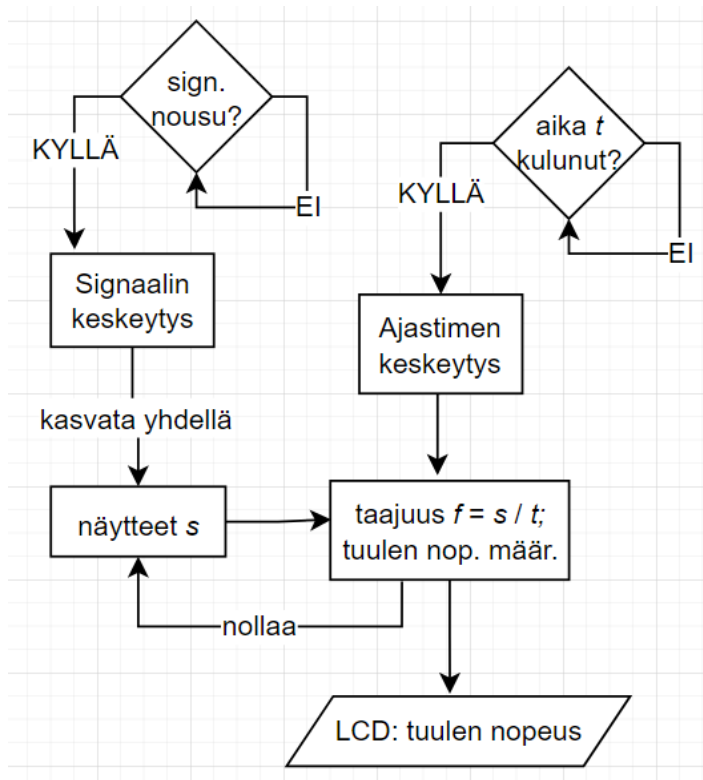 sign.
nousu?
KYLLÄ
EI
Signaalin
keskeytys
kasvata yhdellä
näytteet s
aika t
kulunut?
KYLLÄ
EI
Ajastimen
keskeytys
taajuus f = s / t;
tuulen nop. määr.
nollaa
LCD: tuulen nopeus